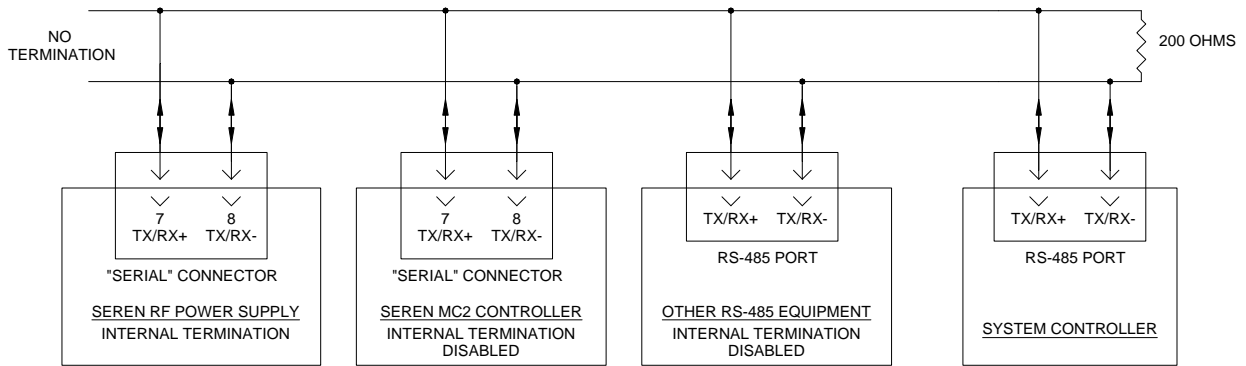 NO
TERMINATION
200 OHMS
7
TX/RX+
8
TX/RX-
"SERIAL" CONNECTOR
SEREN RF POWER SUPPLY
INTERNAL TERMINATION
7
TX/RX+
8
TX/RX-
"SERIAL" CONNECTOR
SEREN MC2 CONTROLLER
INTERNAL TERMINATION
DISABLED
TX/RX+
TX/RX-
RS-485 PORT
OTHER RS-485 EQUIPMENT
INTERNAL TERMINATION
DISABLED
TX/RX+
TX/RX-
RS-485 PORT
SYSTEM CONTROLLER